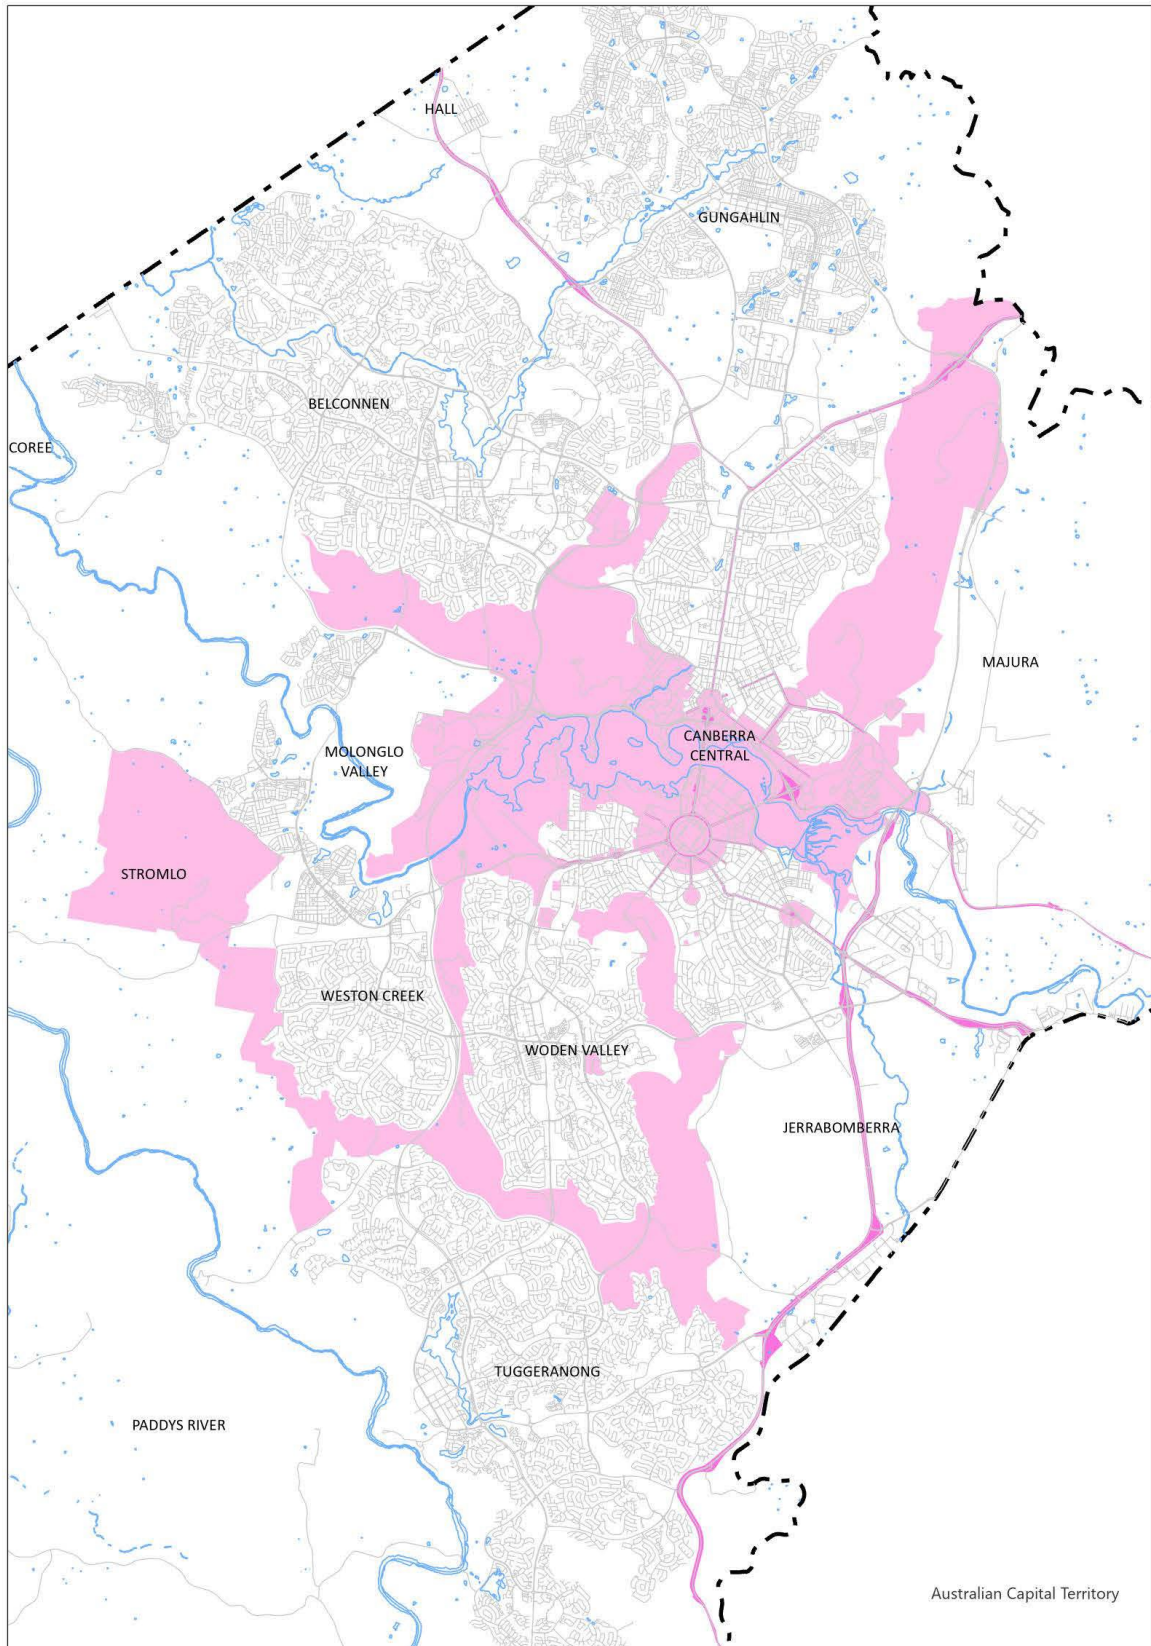 HALL
GUNGAHLIN
BELCONNEN
COREE
MAJURA
CANBERRA
CENTRAL
MOLONGLO
VALLEY
STROMLO
WESTON CREEK
WODEN VALLEY
JERRABOMBERRA
TUGGERANONG
PADDYS RIVER
Australian Capital Territory